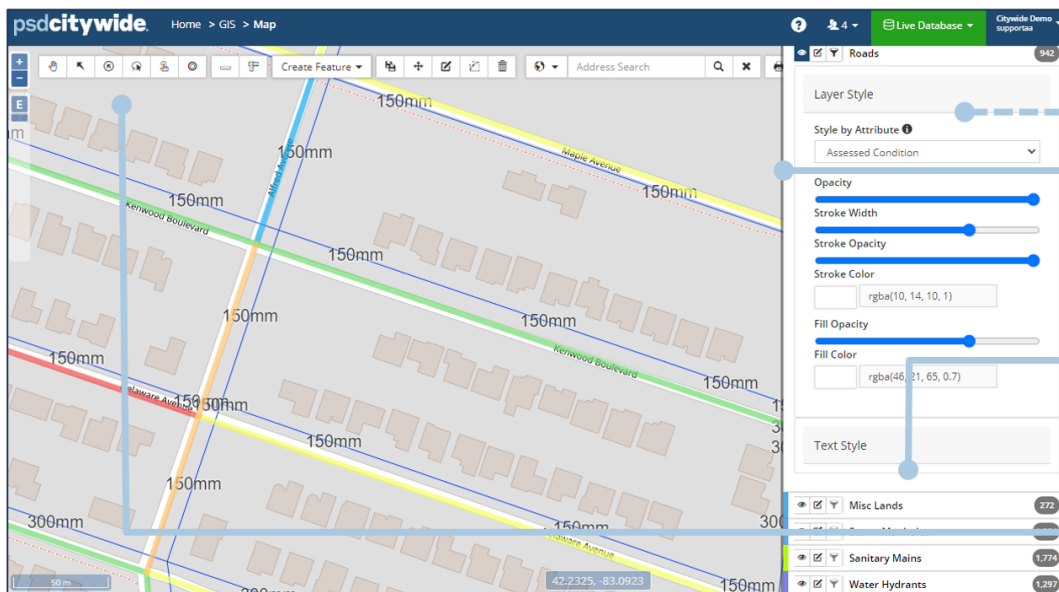 psdcitywide. Home > GIS > Map ? 4 Live Database Citywide Demo
supportaa
+
−
E
Create Feature Address Search
Roads 942
Layer Style
Style by Attribute
Assessed Condition
Opacity
Stroke Width
Stroke Opacity
Stroke Color
rgba(10, 14, 10, 1)
Fill Opacity
Fill Color
rgba(46, 21, 65, 0.7)
Text Style
Misc Lands 272
Sanitary Mains 1,774
Water Hydrants 1,297
150mm
150mm
Alfred Avenue
Maple Avenue
150mm
150mm
Kenwood Boulevard
150mm
150mm
150mm
Kenwood Boulevard
150mm
150mm
Delaware Avenue
150mm
150mm
150mm
150mm
300mm
150mm
300
50 m
42.2325, -83.0923
150mm